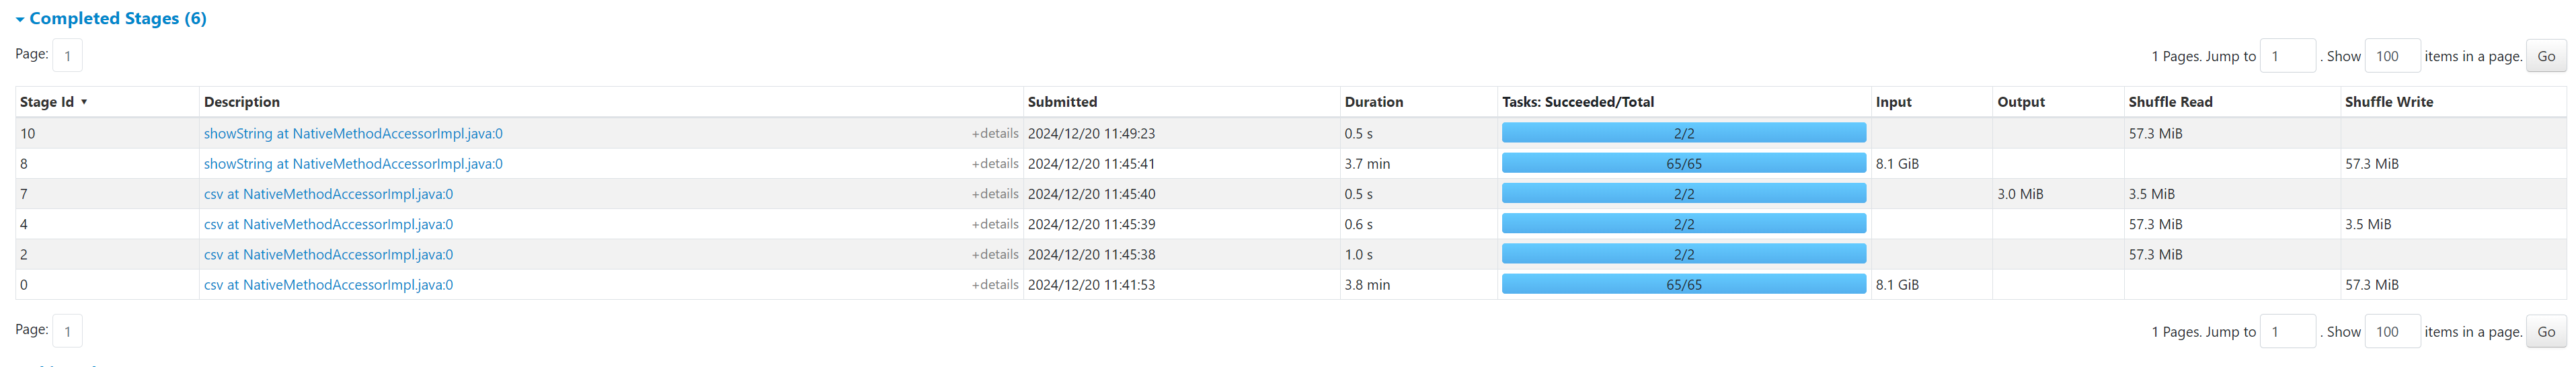 Completed Stages (6)
Page: 1
1 Pages. Jump to 1 . Show 100 items in a page. Go
Stage Id ▾ Description Submitted Duration Tasks: Succeeded/Total Input Output Shuffle Read Shuffle Write
10 showString at NativeMethodAccessorImpl.java:0 +details 2024/12/20 11:49:23 0.5 s 2/2 57.3 MiB
8 showString at NativeMethodAccessorImpl.java:0 +details 2024/12/20 11:45:41 3.7 min 65/65 8.1 GiB 57.3 MiB
7 csv at NativeMethodAccessorImpl.java:0 +details 2024/12/20 11:45:40 0.5 s 2/2 3.0 MiB 3.5 MiB
4 csv at NativeMethodAccessorImpl.java:0 +details 2024/12/20 11:45:39 0.6 s 2/2 57.3 MiB 3.5 MiB
2 csv at NativeMethodAccessorImpl.java:0 +details 2024/12/20 11:45:38 1.0 s 2/2 57.3 MiB
0 csv at NativeMethodAccessorImpl.java:0 +details 2024/12/20 11:41:53 3.8 min 65/65 8.1 GiB 57.3 MiB
Page: 1
1 Pages. Jump to 1 . Show 100 items in a page. Go